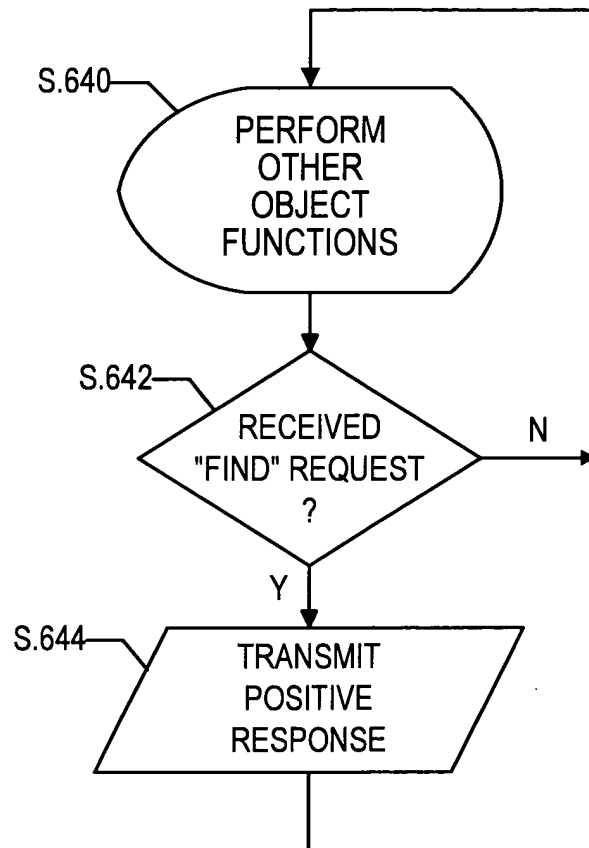 S.640
PERFORM
OTHER
OBJECT
FUNCTIONS
S.642
RECEIVED
"FIND" REQUEST
?
N
Y
S.644
TRANSMIT
POSITIVE
RESPONSE